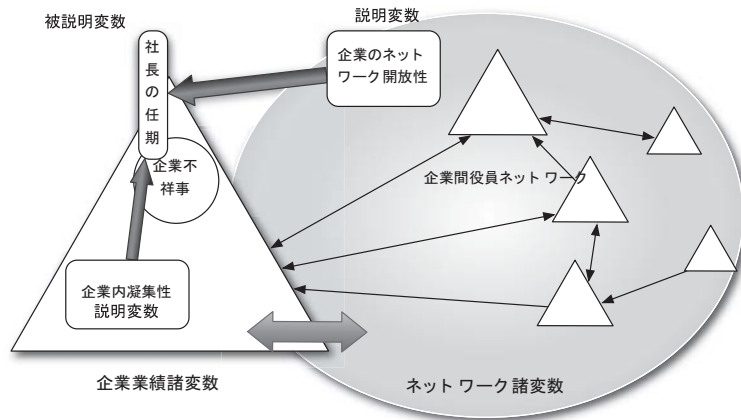 被説明変数
説明変数
社長の任期
企業のネット
ワーク開放性
企業不
祥事
企業間役員ネットワーク
企業内凝集性
説明変数
企業業績諸変数
ネットワーク諸変数